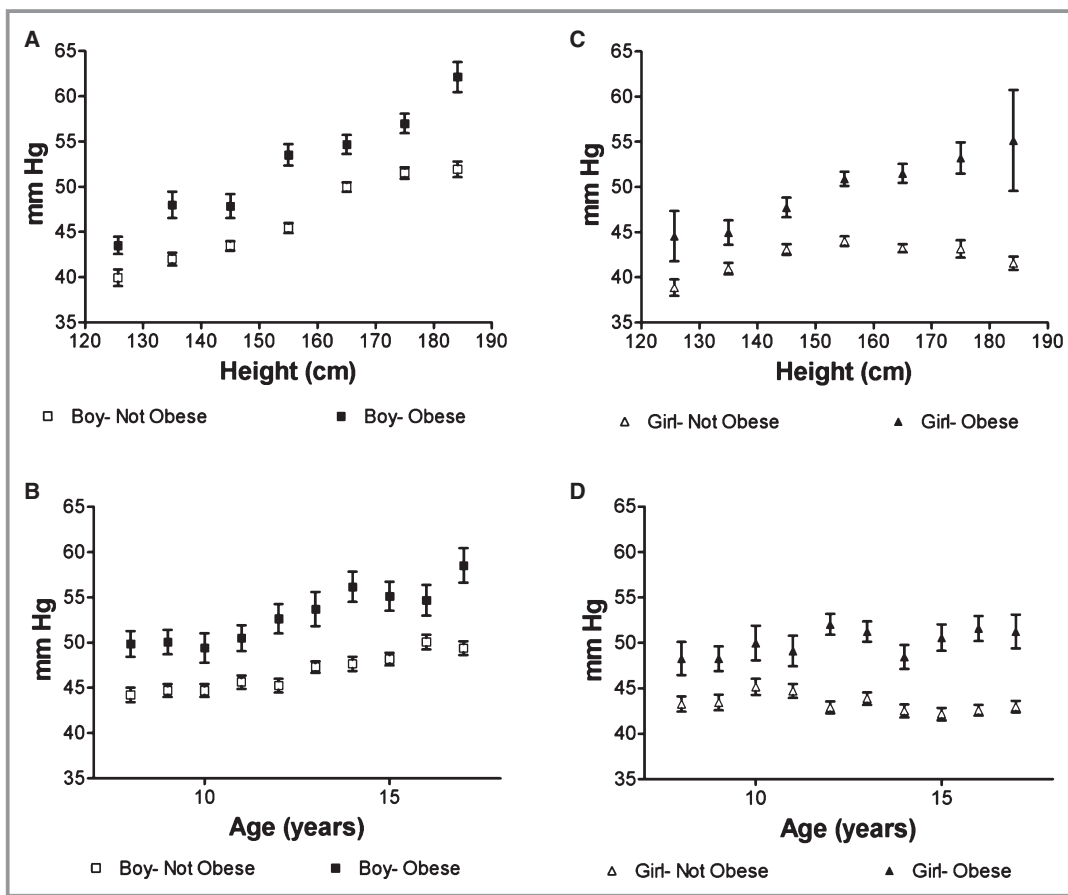 A
65
60
55
50
45
40
35
mm Hg
120 130 140 150 160 170 180 190
Height (cm)
Boy- Not Obese Boy- Obese
C
65
60
55
50
45
40
35
mm Hg
120 130 140 150 160 170 180 190
Height (cm)
Girl- Not Obese Girl- Obese
B
65
60
55
50
45
40
35
mm Hg
10 15
Age (years)
Boy- Not Obese Boy- Obese
D
65
60
55
50
45
40
35
mm Hg
10 15
Age (years)
Girl- Not Obese Girl- Obese